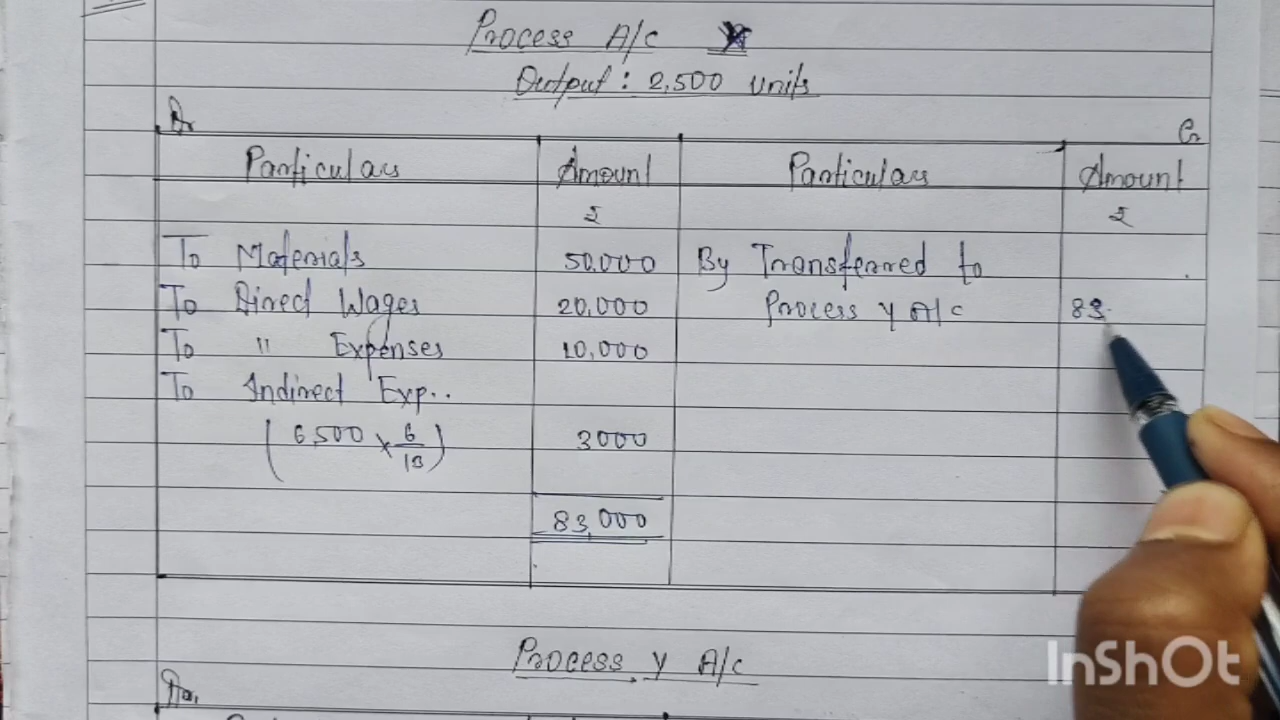 Process A/c
Output : 2,500 units
Dr Cr
Particulars Amount Particulars Amount
₹ ₹
To Materials 50,000 By Transferred to
To Direct Wages 20,000 Process Y A/c 83
To " Expenses 10,000
To Indirect Exp..
(6,500 × 6/13) 3000
83,000
Process Y A/c
Dr.
InShOt